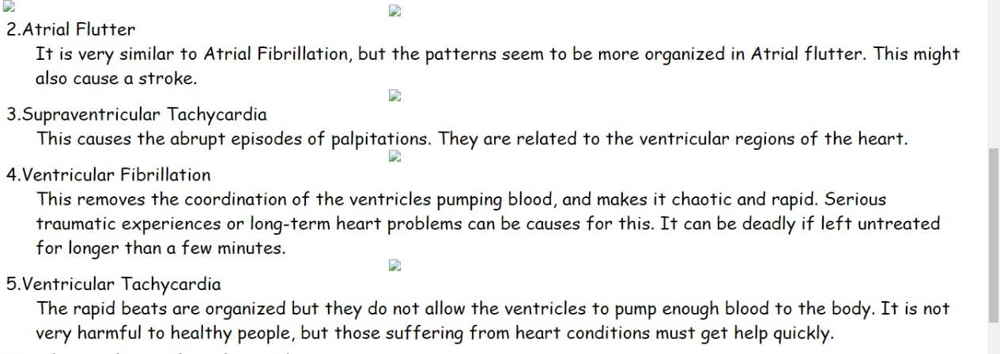 2.Atrial Flutter
It is very similar to Atrial Fibrillation, but the patterns seem to be more organized in Atrial flutter. This might
also cause a stroke.
3.Supraventricular Tachycardia
This causes the abrupt episodes of palpitations. They are related to the ventricular regions of the heart.
4.Ventricular Fibrillation
This removes the coordination of the ventricles pumping blood, and makes it chaotic and rapid. Serious
traumatic experiences or long-term heart problems can be causes for this. It can be deadly if left untreated
for longer than a few minutes.
5.Ventricular Tachycardia
The rapid beats are organized but they do not allow the ventricles to pump enough blood to the body. It is not
very harmful to healthy people, but those suffering from heart conditions must get help quickly.